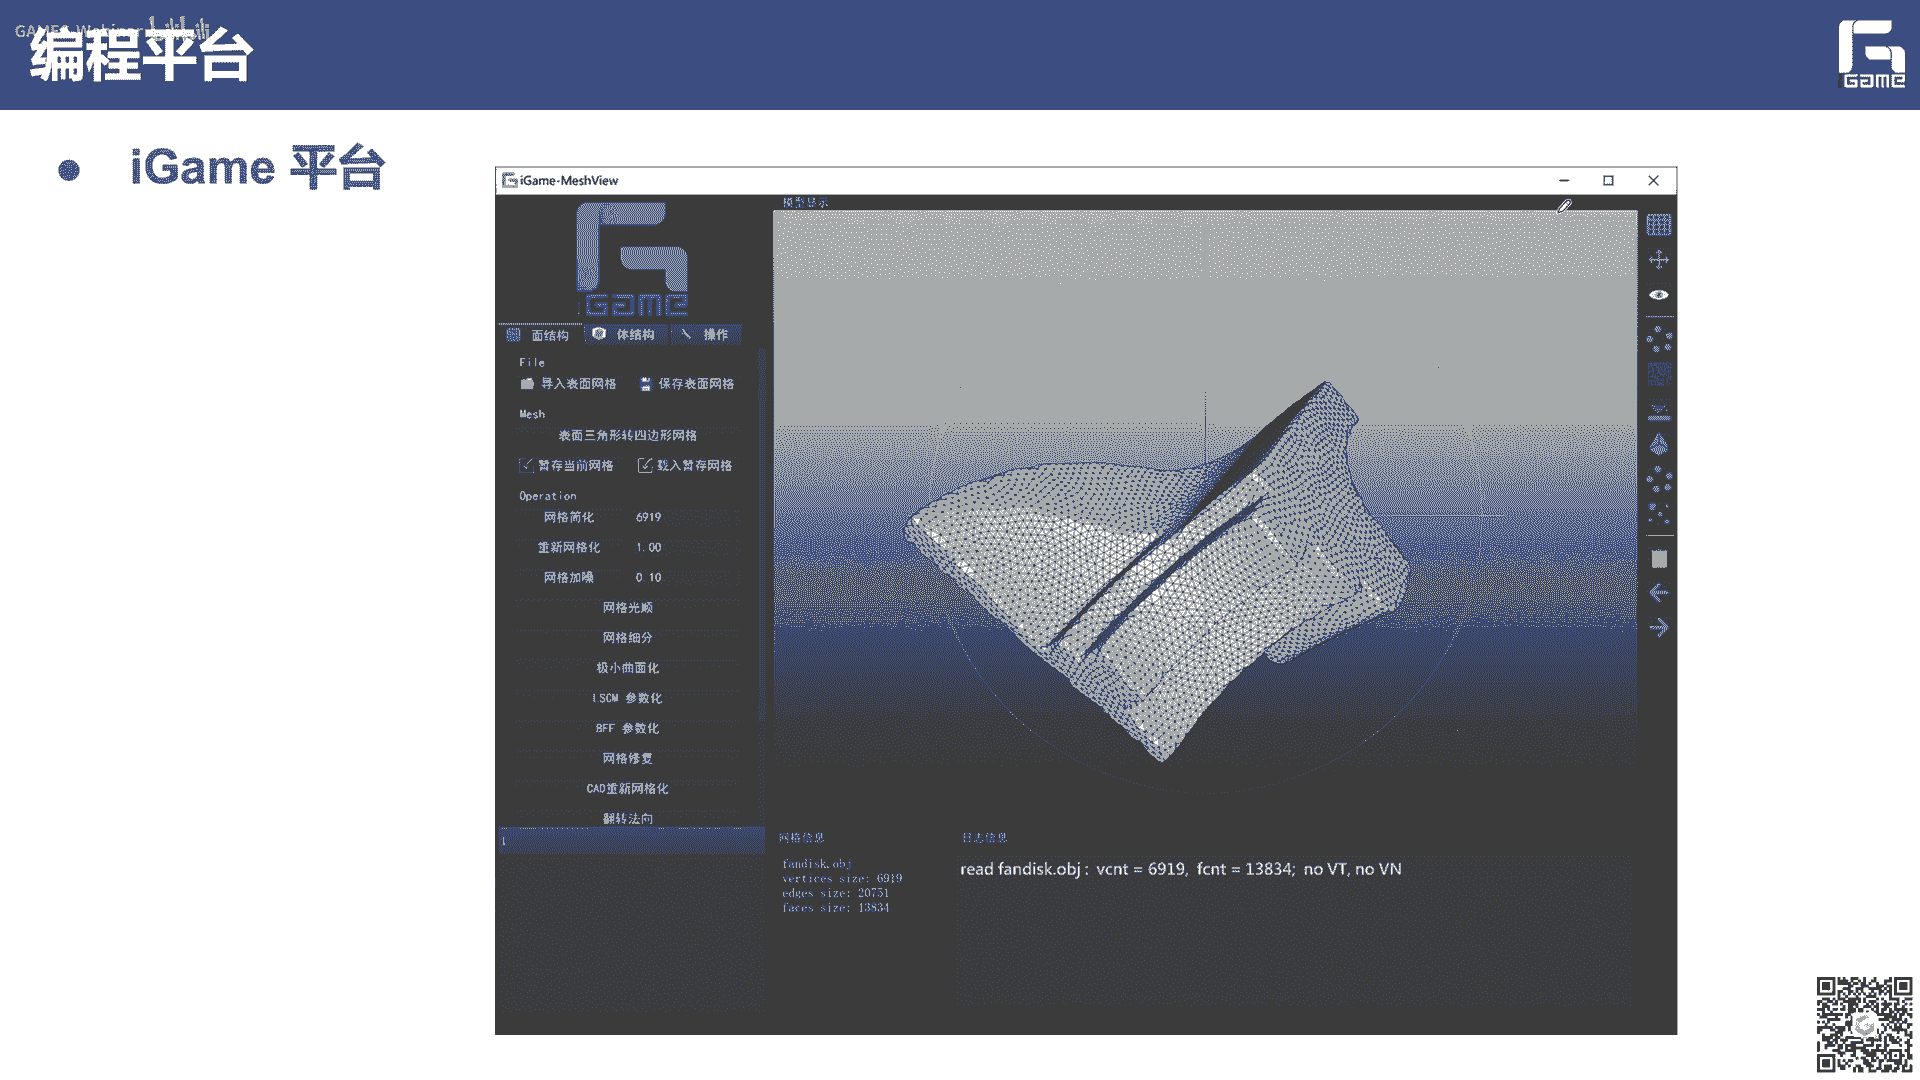 GAMES Webinar
编程平台
iGame
iGame 平台
iGame-MeshView
模型显示
iGame
面结构 体结构 操作
File
导入表面网格 保存表面网格
Mesh
表面三角形转四边形网格
暂存当前网格 载入暂存网格
Operation
网格简化 6919
重新网格化 1.00
网格加噪 0.10
网格光顺
网格细分
极小曲面化
LSCM 参数化
BFF 参数化
网格修复
CAD重新网格化
翻转法向
网格信息
fandisk.obj
vertices size: 6919
edges size: 20751
faces size: 13834
日志信息
read fandisk.obj : vcnt = 6919, fcnt = 13834; no VT, no VN